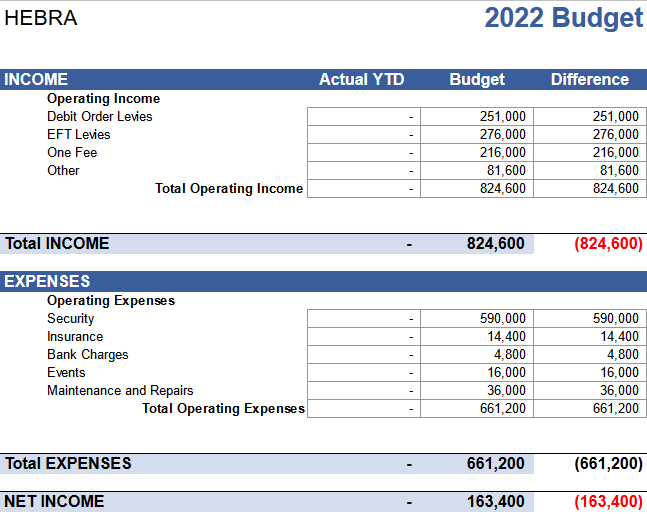 HEBRA 2022 Budget
INCOME Actual YTD Budget Difference
Operating Income
Debit Order Levies - 251,000 251,000
EFT Levies - 276,000 276,000
One Fee - 216,000 216,000
Other - 81,600 81,600
Total Operating Income - 824,600 824,600
Total INCOME - 824,600 (824,600)
EXPENSES
Operating Expenses
Security - 590,000 590,000
Insurance - 14,400 14,400
Bank Charges - 4,800 4,800
Events - 16,000 16,000
Maintenance and Repairs - 36,000 36,000
Total Operating Expenses - 661,200 661,200
Total EXPENSES - 661,200 (661,200)
NET INCOME - 163,400 (163,400)